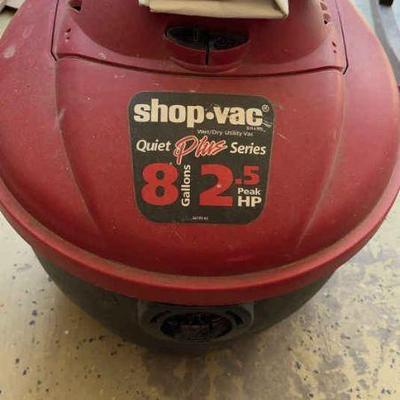 shop·vac®
Wet/Dry Utility Vac
Quiet Plus Series
8 Gallons 2.5 Peak HP